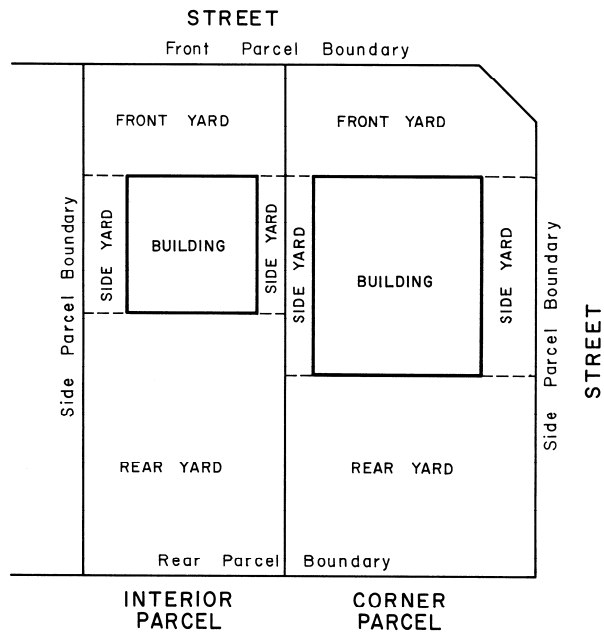 STREET
Front Parcel Boundary
FRONT YARD
FRONT YARD
Side Parcel Boundary
SIDE YARD
BUILDING
SIDE YARD
SIDE YARD
BUILDING
SIDE YARD
Side Parcel Boundary
STREET
REAR YARD
REAR YARD
Rear Parcel Boundary
INTERIOR
PARCEL
CORNER
PARCEL